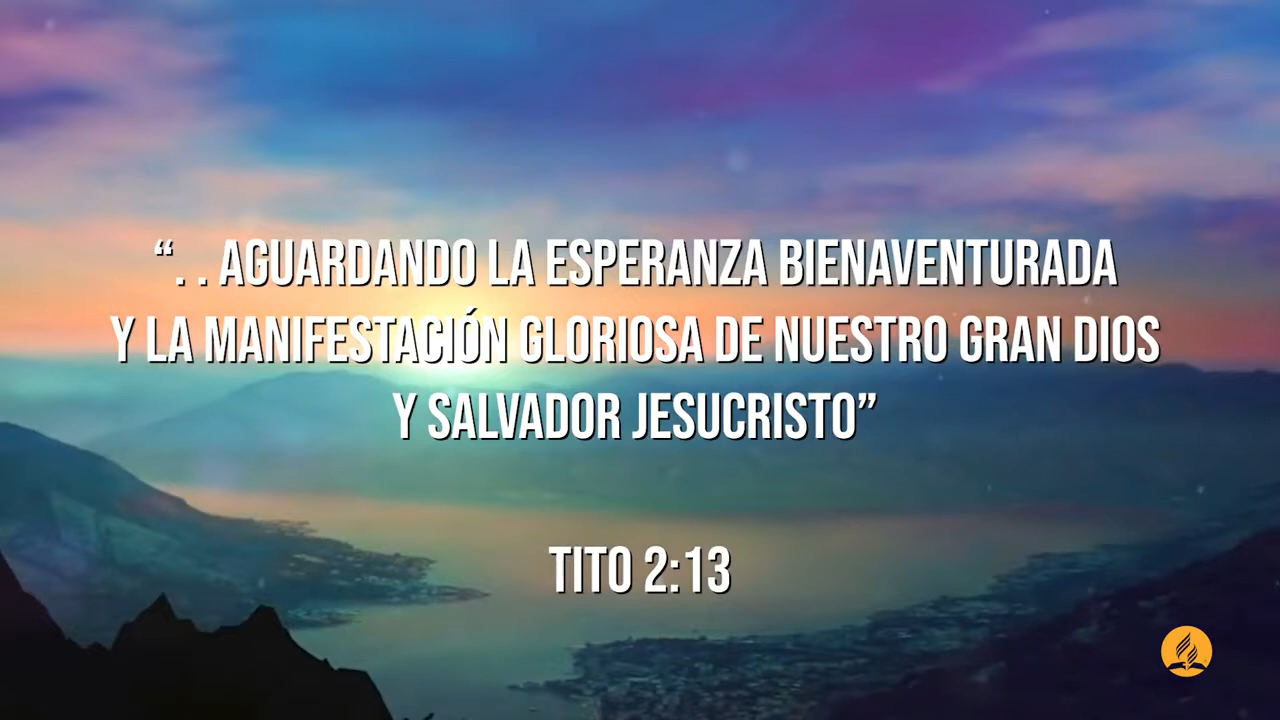 “. . AGUARDANDO LA ESPERANZA BIENAVENTURADA
Y LA MANIFESTACIÓN GLORIOSA DE NUESTRO GRAN DIOS
Y SALVADOR JESUCRISTO”
TITO 2:13